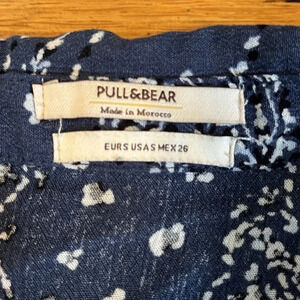 PULL&BEAR
Made in Morocco
EUR S USA S MEX 26